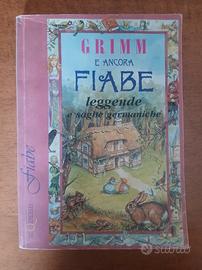 GRIMM
E ANCORA
FIABE
leggende
e saghe germaniche
Fiabe
subito